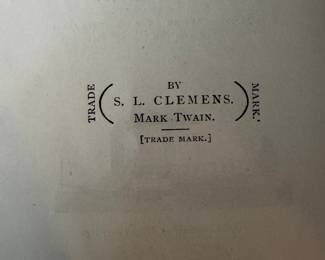 TRADE
BY
S. L. CLEMENS.
MARK TWAIN.
[TRADE MARK.]
MARK.